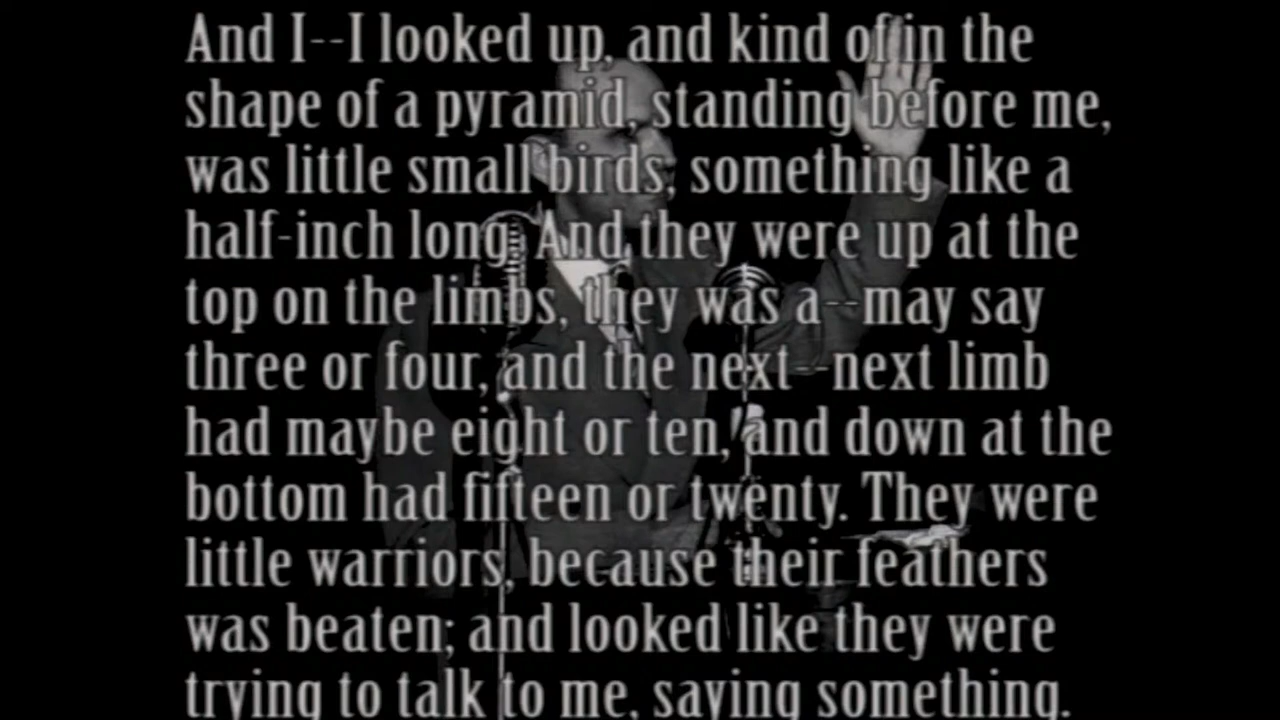 And I--I looked up, and kind of in the
shape of a pyramid, standing before me,
was little small birds, something like a
half-inch long. And they were up at the
top on the limbs, they was a--may say
three or four, and the next--next limb
had maybe eight or ten, and down at the
bottom had fifteen or twenty. They were
little warriors, because their feathers
was beaten; and looked like they were
trying to talk to me, saying something.